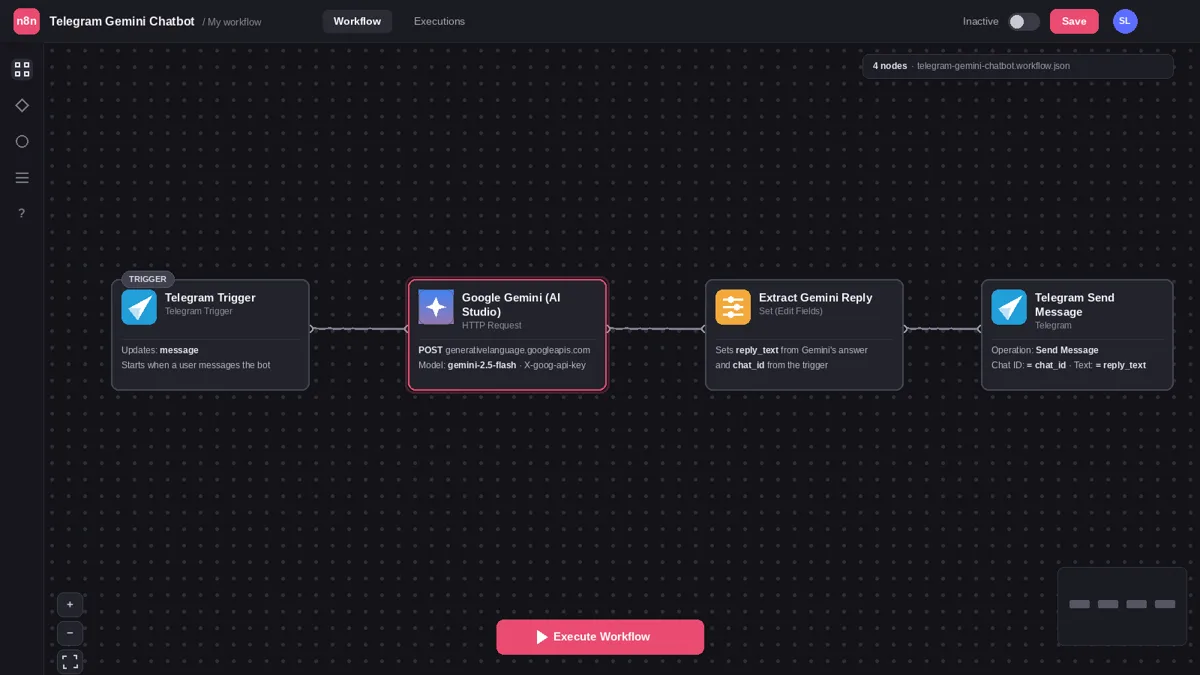 n8n Telegram Gemini Chatbot / My workflow Workflow Executions Inactive Save SL
4 nodes · telegram-gemini-chatbot.workflow.json
?
TRIGGER
Telegram Trigger
Telegram Trigger
Updates: message
Starts when a user messages the bot
Google Gemini (AI
Studio)
HTTP Request
POST generativelanguage.googleapis.com
Model: gemini-2.5-flash · X-goog-api-key
Extract Gemini Reply
Set (Edit Fields)
Sets reply_text from Gemini's answer
and chat_id from the trigger
Telegram Send
Message
Telegram
Operation: Send Message
Chat ID: = chat_id · Text: = reply_text
+
−
Execute Workflow